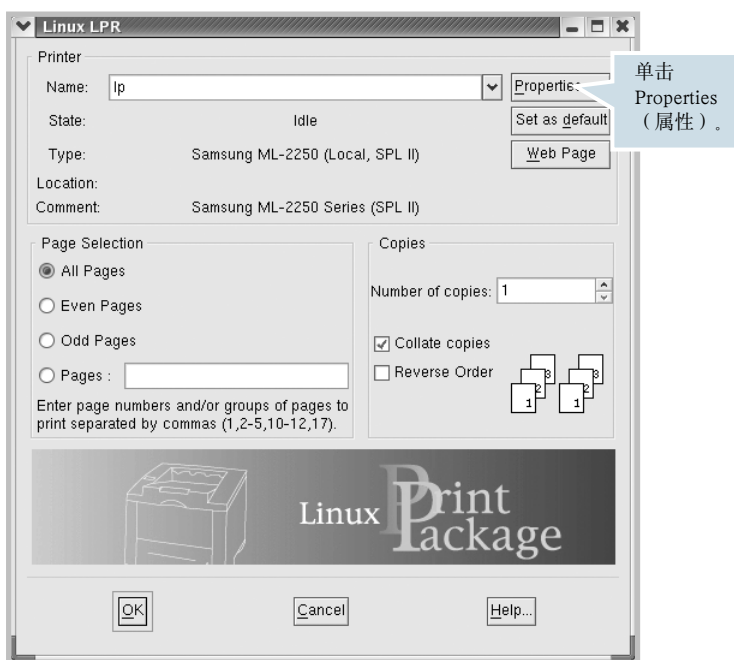 Linux LPR
Printer
Name: lp
State: Idle
Set as default
Type: Samsung ML-2250 (Local, SPL II)
Web Page
Location:
Comment: Samsung ML-2250 Series (SPL II)
单击
Properties
（属性）。
Page Selection
All Pages
Even Pages
Odd Pages
Pages :
Enter page numbers and/or groups of pages to
print separated by commas (1,2-5,10-12,17).
Copies
Number of copies: 1
Collate copies
Reverse Order
1 2 3 1 2 3
Linux Print
Package
OK Cancel Help...